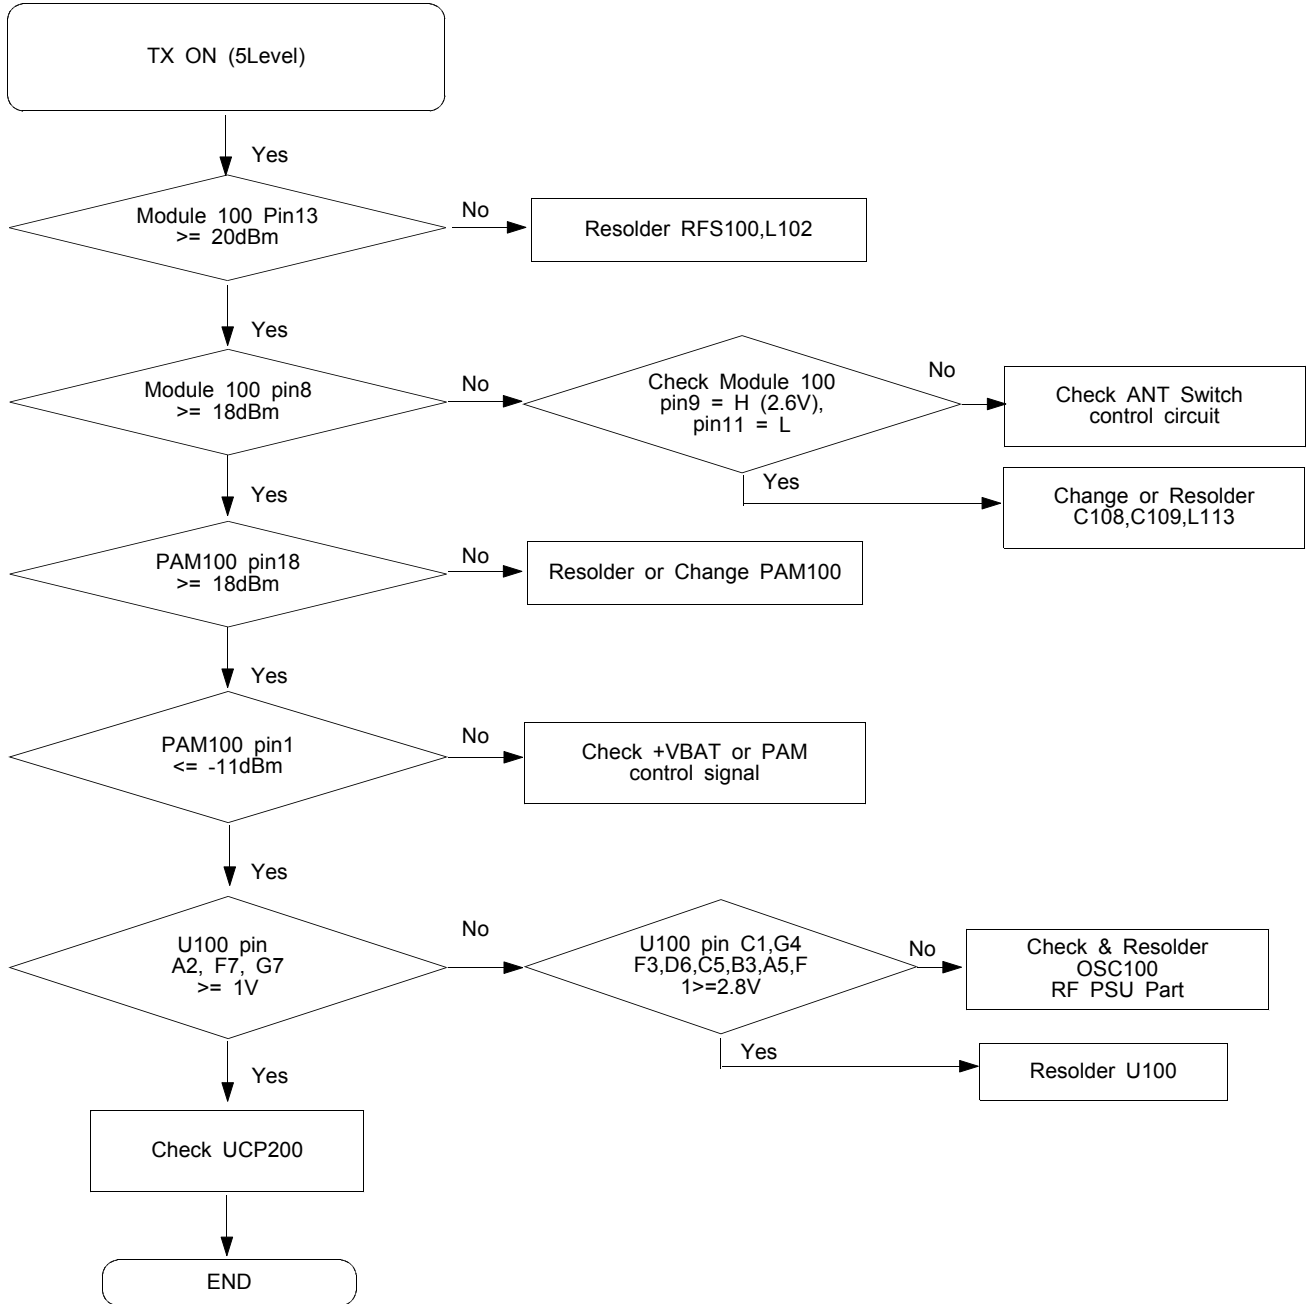 TX ON (5Level)
Yes
Module 100 Pin13
>= 20dBm
No
Resolder RFS100,L102
Yes
Module 100 pin8
>= 18dBm
No
Check Module 100
pin9 = H (2.6V),
pin11 = L
No
Check ANT Switch
control circuit
Yes
Change or Resolder
C108,C109,L113
Yes
PAM100 pin18
>= 18dBm
No
Resolder or Change PAM100
Yes
PAM100 pin1
<= -11dBm
No
Check +VBAT or PAM
control signal
Yes
U100 pin
A2, F7, G7
>= 1V
No
U100 pin C1,G4
F3,D6,C5,B3,A5,F
1>=2.8V
No
Check & Resolder
OSC100
RF PSU Part
Yes
Resolder U100
Yes
Check UCP200
END